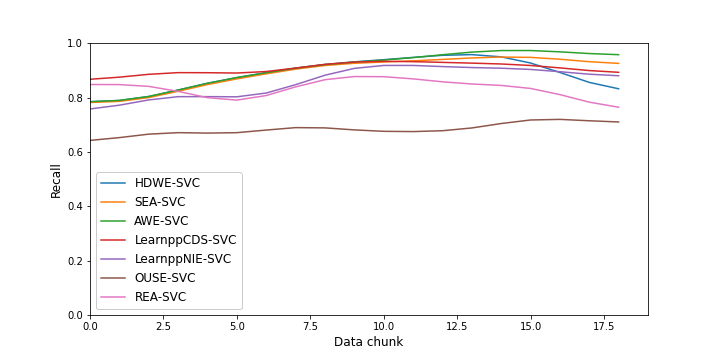 1.0
0.8
0.6
0.4
0.2
0.0
Recall
HDWE-SVC
SEA-SVC
AWE-SVC
LearnppCDS-SVC
LearnppNIE-SVC
OUSE-SVC
REA-SVC
0.0 2.5 5.0 7.5 10.0 12.5 15.0 17.5
Data chunk